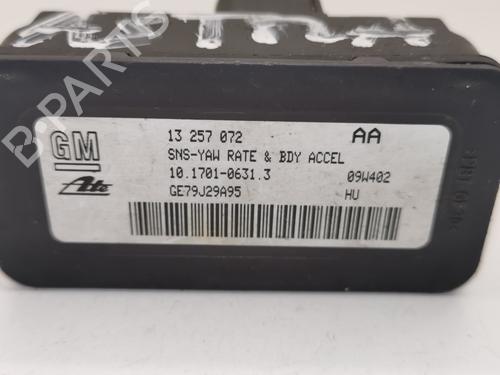 B-PARTS
GM
13 257 072
AA
SNS-YAW RATE & BDY ACCEL
Ate
10.1701-0631.3
09W402
GE79J29A95
HU